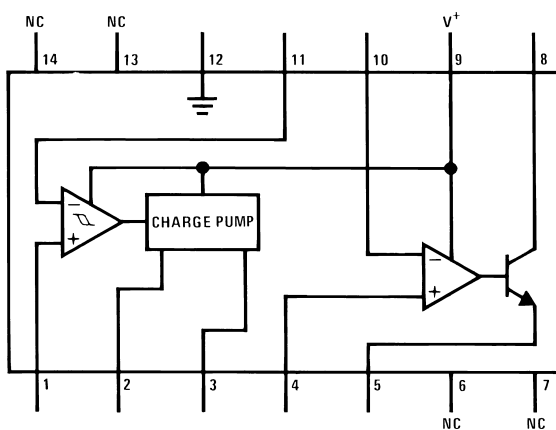 NC NC V+
14 13 12 11 10 9 8
CHARGE PUMP
1 2 3 4 5 6 7
NC NC